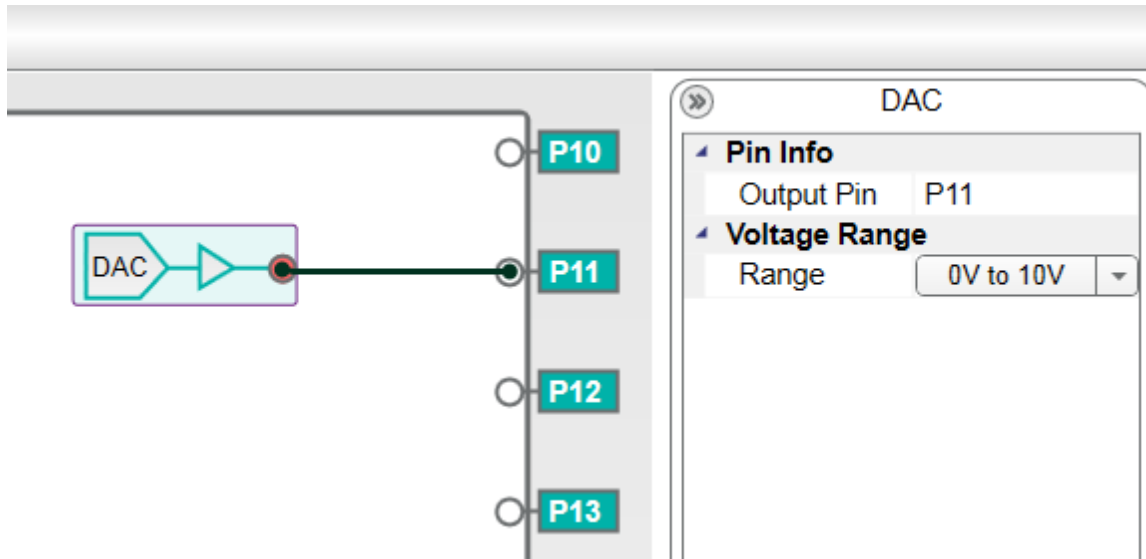 DAC
P10
P11
P12
P13
DAC
Pin Info
Output Pin P11
Voltage Range
Range 0V to 10V